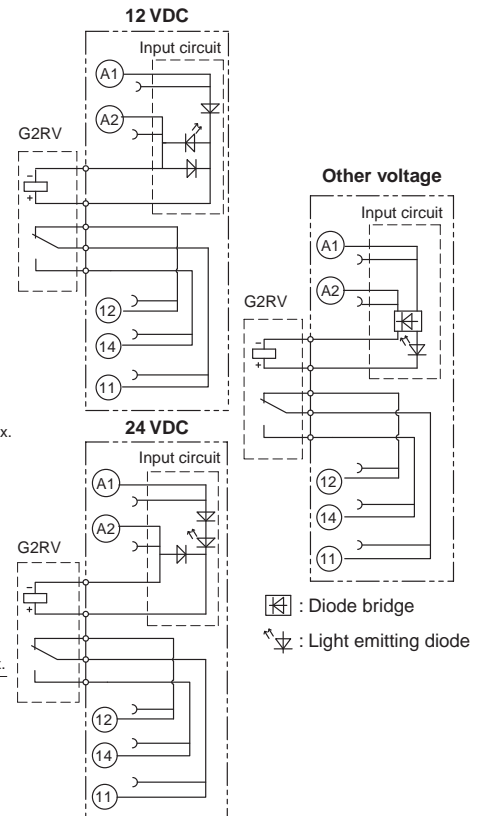 12 VDC
Input circuit
A1
A2
G2RV
−
+
12
14
11
Other voltage
Input circuit
A1
A2
G2RV
−
+
12
14
11
x.
24 VDC
Input circuit
A1
A2
G2RV
−
+
x.
12
14
11
: Diode bridge
: Light emitting diode